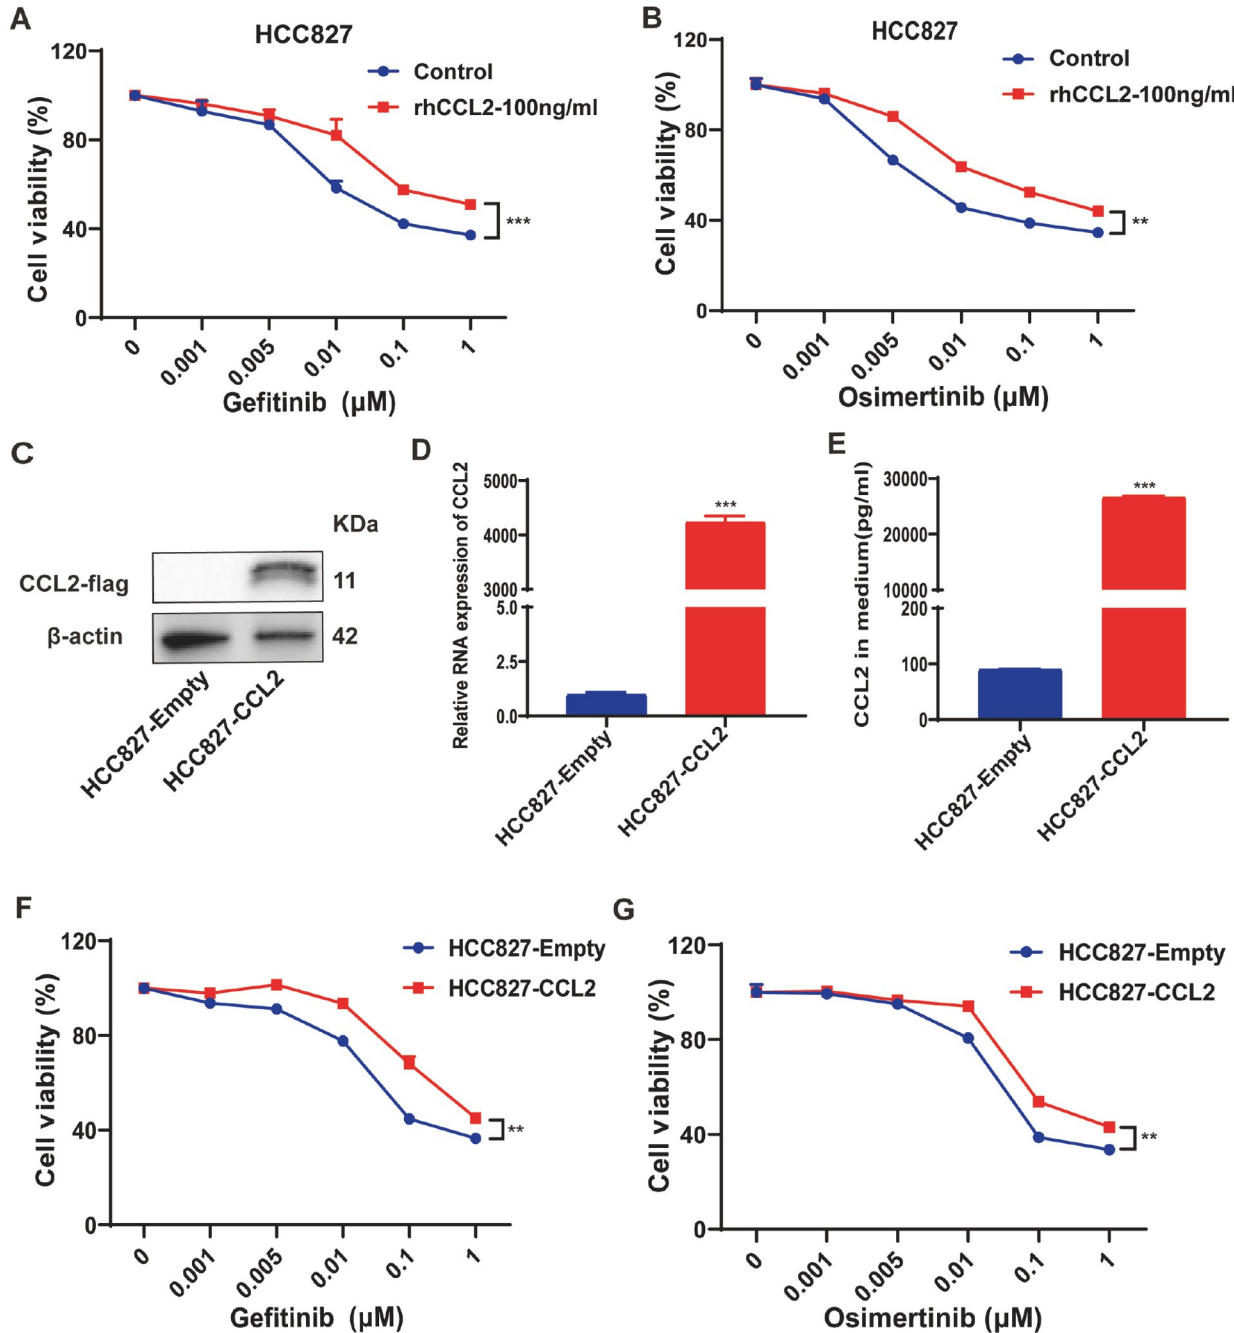 A
HCC827
Control
rhCCL2-100ng/ml
Cell viability (%)
120
80
40
0
***
0 0.001 0.005 0.01 0.1 1
Gefitinib (µM)
B
HCC827
Control
rhCCL2-100ng/ml
Cell viability (%)
120
80
40
0
**
0 0.001 0.005 0.01 0.1 1
Osimertinib (µM)
C
KDa
CCL2-flag 11
β-actin 42
HCC827-Empty
HCC827-CCL2
D
Relative RNA expression of CCL2
5000
4000
3000
5.0
2.5
0.0
***
HCC827-Empty
HCC827-CCL2
E
CCL2 in medium(pg/ml)
30000
20000
10000
200
100
0
***
HCC827-Empty
HCC827-CCL2
F
HCC827-Empty
HCC827-CCL2
Cell viability (%)
120
80
40
0
**
0 0.001 0.005 0.01 0.1 1
Gefitinib (µM)
G
HCC827-Empty
HCC827-CCL2
Cell viability (%)
120
80
40
0
**
0 0.001 0.005 0.01 0.1 1
Osimertinib (µM)